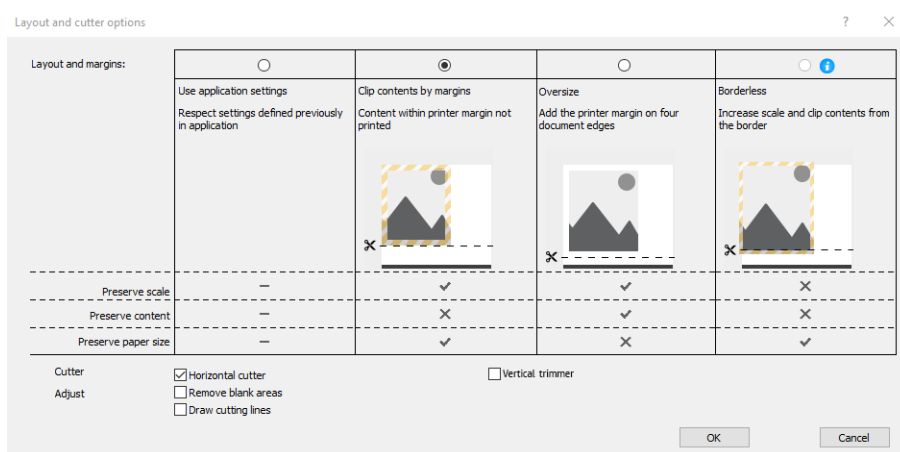 Layout and cutter options
Layout and margins:
Use application settings
Respect settings defined previously
in application
Clip contents by margins
Content within printer margin not
printed
Oversize
Add the printer margin on four
document edges
Borderless
Increase scale and clip contents from
the border
Preserve scale
Preserve content
Preserve paper size
Cutter
Horizontal cutter
Vertical trimmer
Adjust
Remove blank areas
Draw cutting lines
OK
Cancel